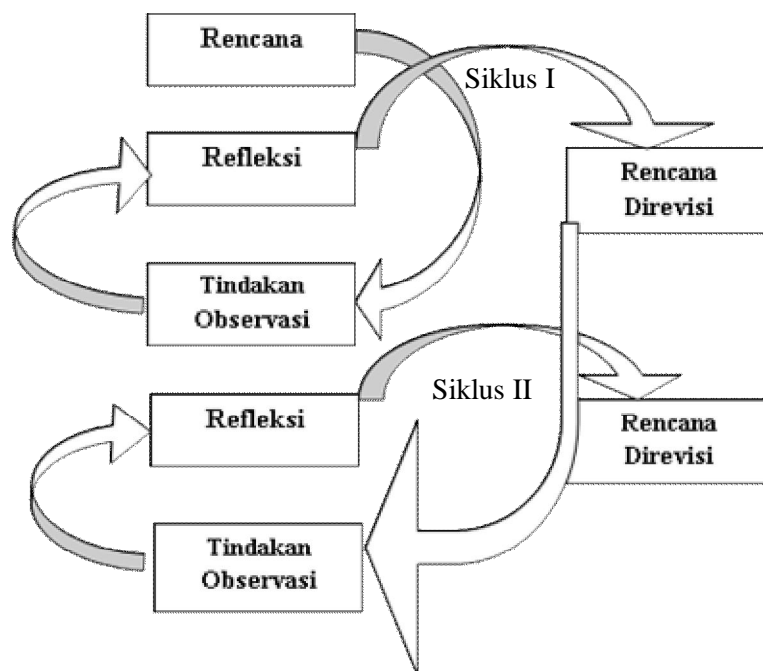 Rencana
Siklus I
Refleksi
Rencana
Direvisi
Tindakan
Observasi
Siklus II
Refleksi
Rencana
Direvisi
Tindakan
Observasi